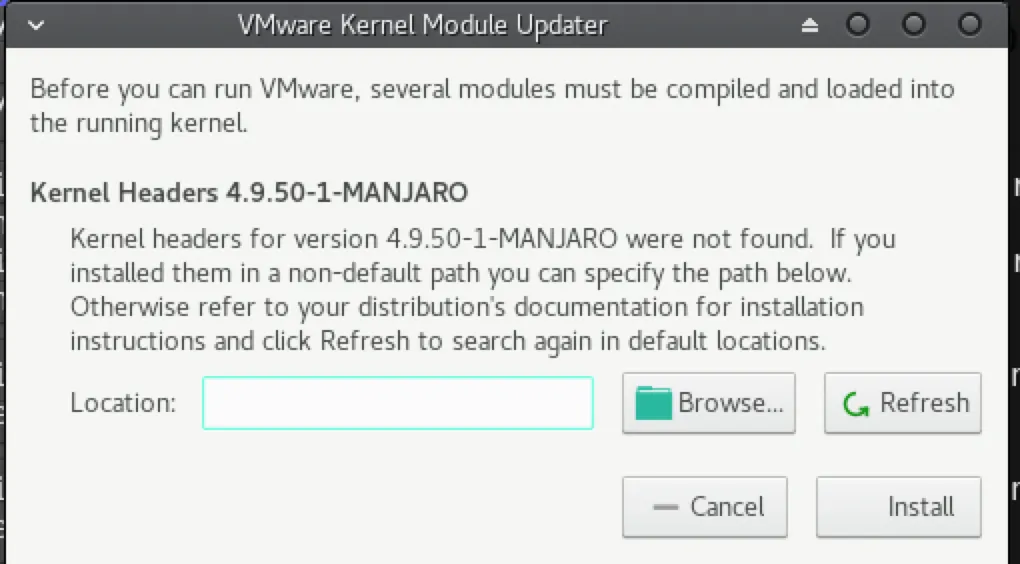 VMware Kernel Module Updater
Before you can run VMware, several modules must be compiled and loaded into
the running kernel.
Kernel Headers 4.9.50-1-MANJARO
Kernel headers for version 4.9.50-1-MANJARO were not found.  If you
installed them in a non-default path you can specify the path below.
Otherwise refer to your distribution's documentation for installation
instructions and click Refresh to search again in default locations.
Location:
Browse...
Refresh
Cancel
Install